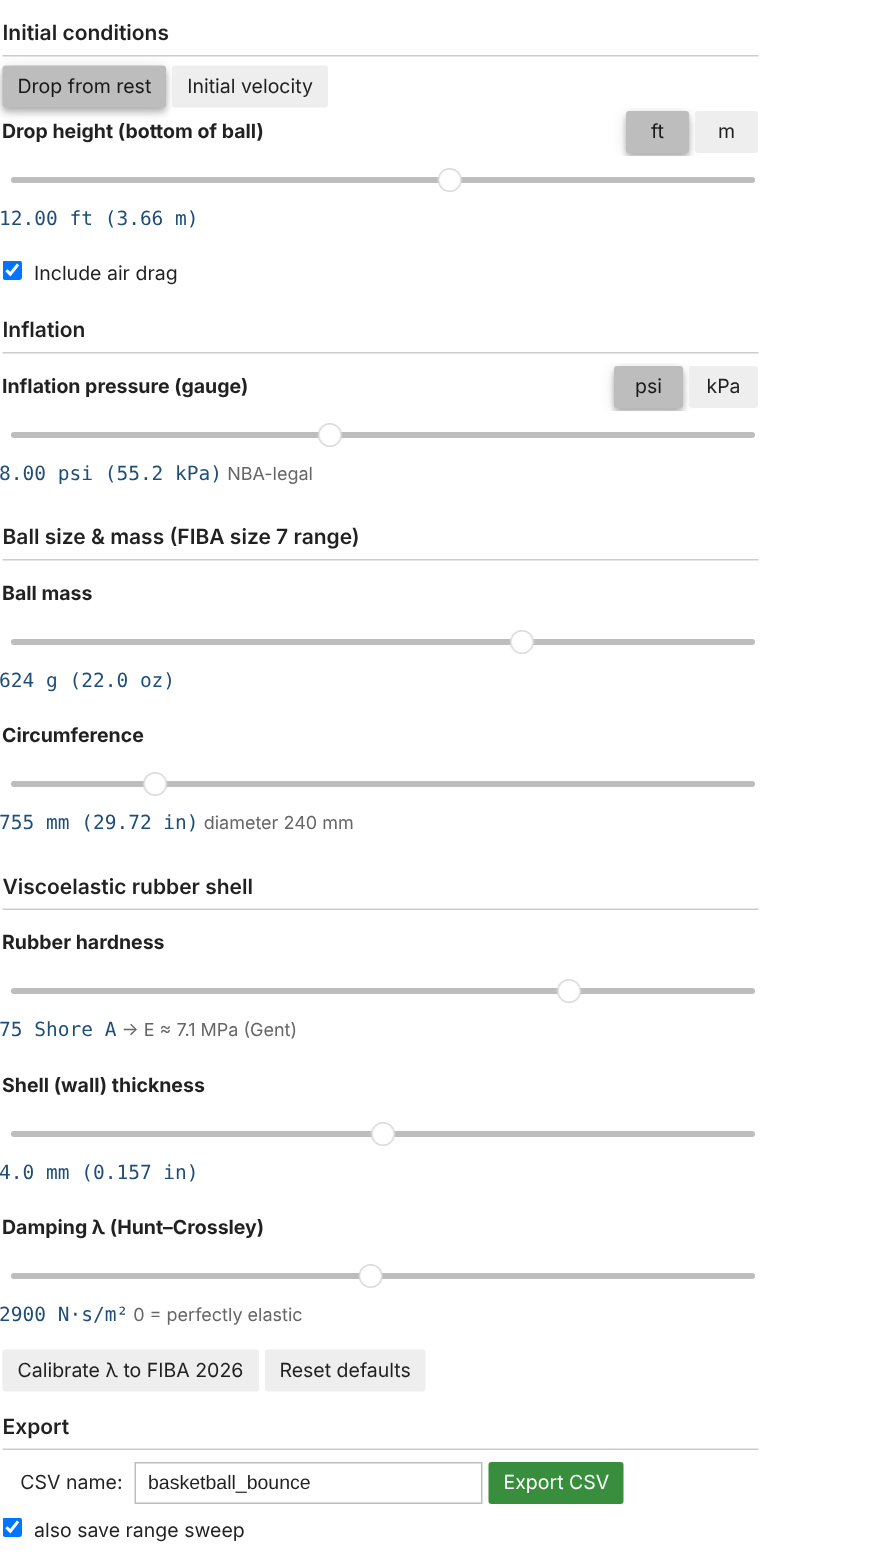 Initial conditions
Drop from rest Initial velocity
Drop height (bottom of ball) ft m
12.00 ft (3.66 m)
Include air drag
Inflation
Inflation pressure (gauge) psi kPa
8.00 psi (55.2 kPa) NBA-legal
Ball size & mass (FIBA size 7 range)
Ball mass
624 g (22.0 oz)
Circumference
755 mm (29.72 in) diameter 240 mm
Viscoelastic rubber shell
Rubber hardness
75 Shore A → E ≈ 7.1 MPa (Gent)
Shell (wall) thickness
4.0 mm (0.157 in)
Damping λ (Hunt–Crossley)
2900 N·s/m² 0 = perfectly elastic
Calibrate λ to FIBA 2026 Reset defaults
Export
CSV name: basketball_bounce Export CSV
also save range sweep